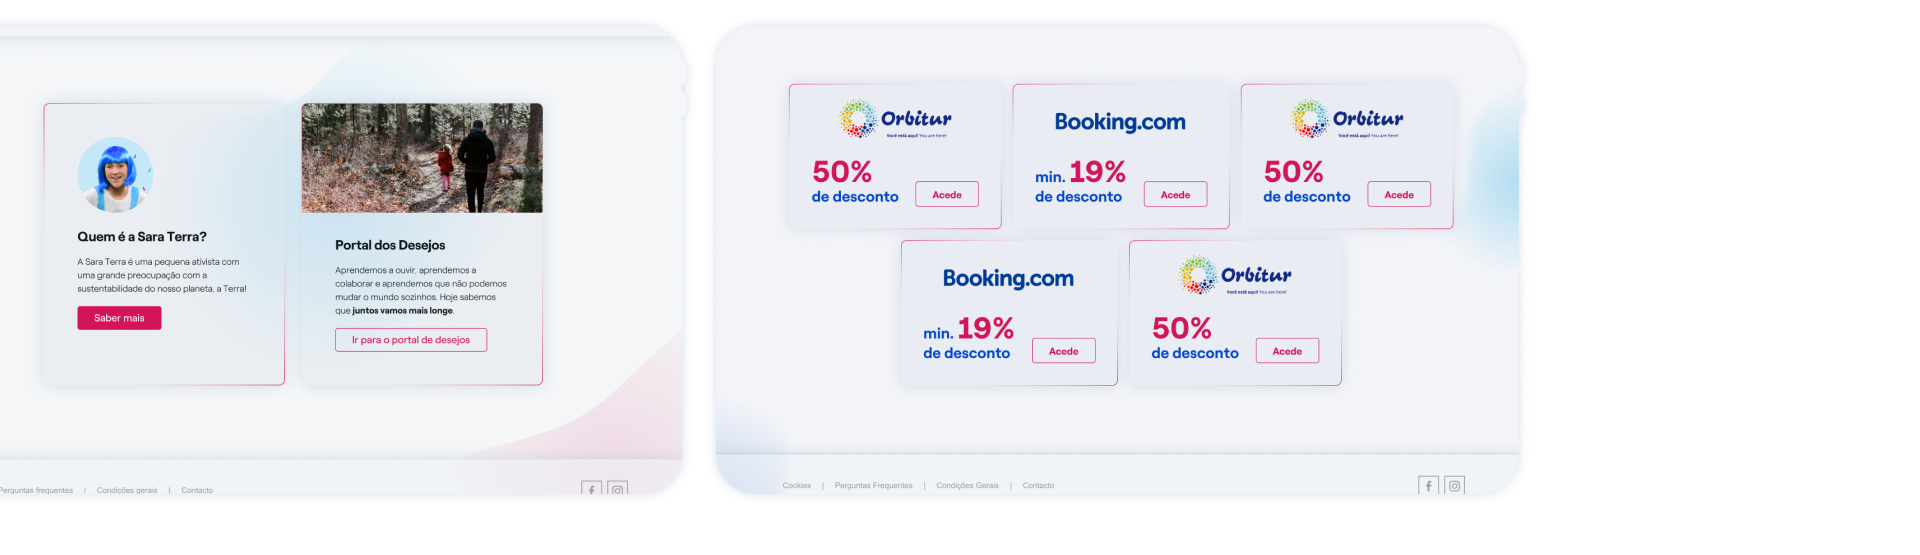 Quem é a Sara Terra?
A Sara Terra é uma pequena ativista com
uma grande preocupação com a
sustentabilidade do nosso planeta, a Terra!
Saber mais
Portal dos Desejos
Aprendemos a ouvir, aprendemos a
colaborar e aprendemos que não podemos
mudar o mundo sozinhos. Hoje sabemos
que juntos vamos mais longe.
Ir para o portal de desejos
Perguntas frequentes | Condições gerais | Contacto
Orbitur
Você está aqui! You are here!
50%
de desconto
Acede
Booking.com
min. 19%
de desconto
Acede
Orbitur
Você está aqui! You are here!
50%
de desconto
Acede
Booking.com
min. 19%
de desconto
Acede
Orbitur
Você está aqui! You are here!
50%
de desconto
Acede
Cookies | Perguntas Frequentes | Condições Gerais | Contacto